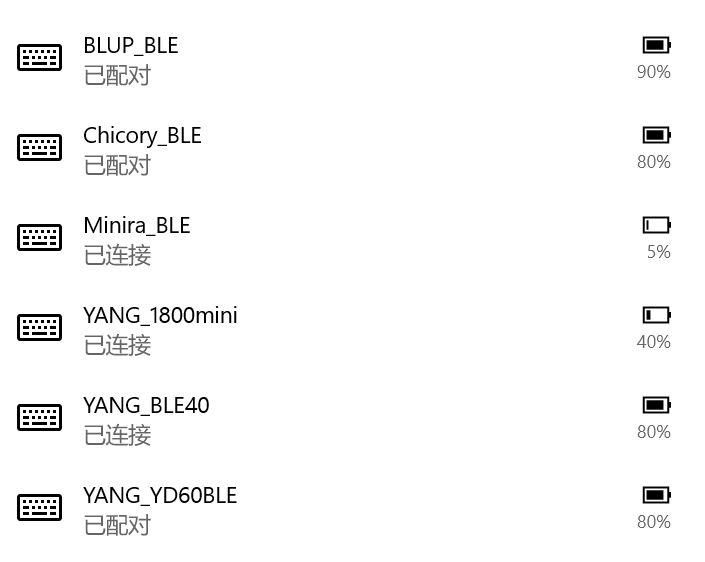 BLUP_BLE
90%
已配对
Chicory_BLE
80%
已配对
Minira_BLE
5%
已连接
YANG_1800mini
40%
已连接
YANG_BLE40
80%
已连接
YANG_YD60BLE
80%
已配对